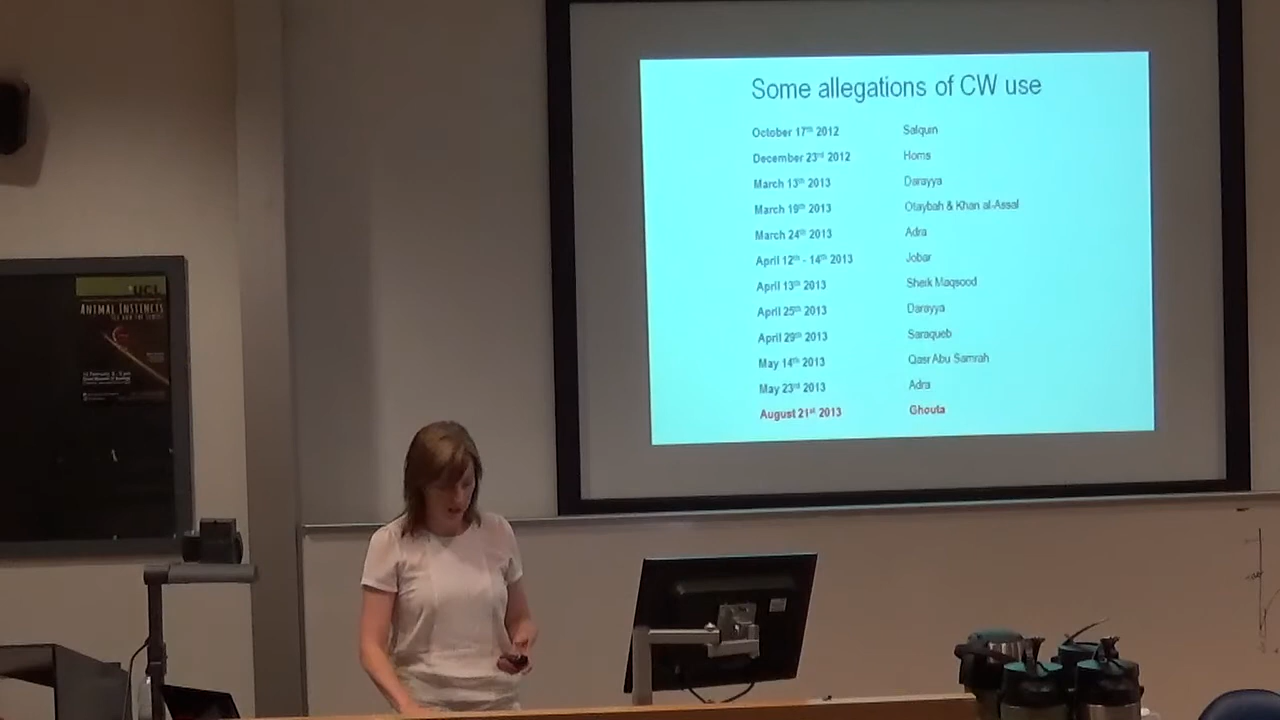 Some allegations of CW use
October 17th 2012 Salquin
December 23rd 2012 Homs
March 13th 2013 Darayya
March 19th 2013 Otaybah & Khan al-Assal
March 24th 2013 Adra
April 12th - 14th 2013 Jobar
April 13th 2013 Sheik Maqsood
April 25th 2013 Darayya
April 29th 2013 Saraqueb
May 14th 2013 Qasr Abu Samrah
May 23rd 2013 Adra
August 21st 2013 Ghouta
UCL
ANIMAL INSTINCTS